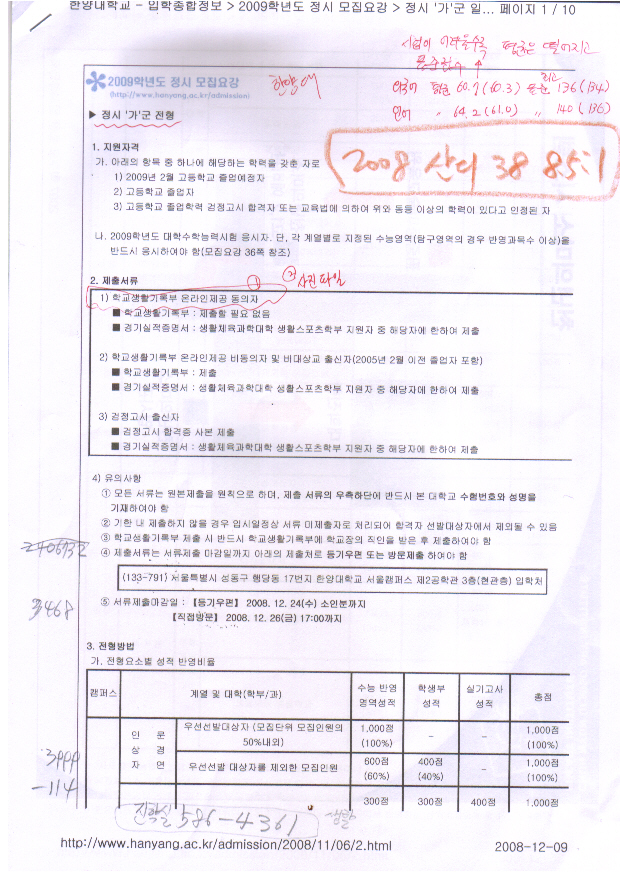 한양대학교 - 입학종합정보 > 2009학년도 정시 모집요강 > 정시 '가'군 일... 페이지 1 / 10
2009학년도 정시 모집요강
(http://www.hanyang.ac.kr/admission)
한양대
평균은 떨어지고
60.7(60.3) 136(134)
언어 〃 64.2(61.0) 〃 140(136)
2008 산디 38 85:1
▶ 정시 '가'군 전형
1. 지원자격
가. 아래의 항목 중 하나에 해당하는 학력을 갖춘 자로
1) 2009년 2월 고등학교 졸업예정자
2) 고등학교 졸업자
3) 고등학교 졸업학력 검정고시 합격자 또는 교육법에 의하여 위와 동등 이상의 학력이 있다고 인정된 자
나. 2009학년도 대학수학능력시험 응시자. 단, 각 계열별로 지정된 수능영역(탐구영역의 경우 반영과목수 이상)을
반드시 응시하여야 함(모집요강 36쪽 참조)
2. 제출서류
① ② 사진파일
1) 학교생활기록부 온라인제공 동의자
■ 학교생활기록부 : 제출할 필요 없음
■ 경기실적증명서 : 생활체육과학대학 생활스포츠학부 지원자 중 해당자에 한하여 제출
2) 학교생활기록부 온라인제공 비동의자 및 비대상교 출신자(2005년 2월 이전 졸업자 포함)
■ 학교생활기록부 : 제출
■ 경기실적증명서 : 생활체육과학대학 생활스포츠학부 지원자 중 해당자에 한하여 제출
3) 검정고시 출신자
■ 검정고시 합격증 사본 제출
■ 경기실적증명서 : 생활체육과학대학 생활스포츠학부 지원자 중 해당자에 한하여 제출
4) 유의사항
① 모든 서류는 원본제출을 원칙으로 하며, 제출 서류의 우측하단에 반드시 본 대학교 수험번호와 성명을
기재하여야 함
② 기한 내 제출하지 않을 경우 입시일정상 서류 미제출자로 처리되어 합격자 선발대상자에서 제외될 수 있음
③ 학교생활기록부 제출 시 반드시 학교생활기록부에 학교장의 직인을 받은 후 제출하여야 함
④ 제출서류는 서류제출 마감일까지 아래의 제출처로 등기우편 또는 방문제출 하여야 함
2406732
(133-791) 서울특별시 성동구 행당동 17번지 한양대학교 서울캠퍼스 제2공학관 3층(현관층) 입학처
3468
⑤ 서류제출마감일 : 【등기우편】 2008. 12. 24(수) 소인분까지
【직접방문】 2008. 12. 26(금) 17:00까지
3. 전형방법
가. 전형요소별 성적 반영비율
캠퍼스 계열 및 대학(학부/과) 수능 반영 영역성적 학생부 성적 실기고사 성적 총점
인 문 상 경 자 연 우선선발대상자 (모집단위 모집인원의 50%내외) 1,000점 (100%) – – 1,000점 (100%)
우선선발 대상자를 제외한 모집인원 600점 (60%) 400점 (40%) – 1,000점 (100%)
300점 300점 400점 1,000점
3999
-114
진학실 586-4361
http://www.hanyang.ac.kr/admission/2008/11/06/2.html 2008-12-09